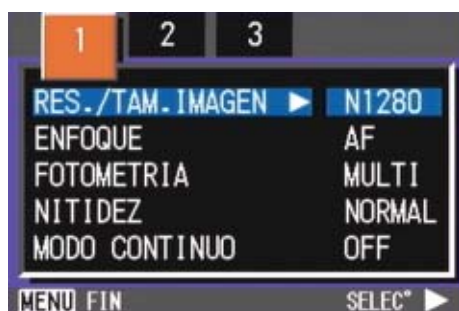 1 2 3
RES./TAM.IMAGEN ▶ N1280
ENFOQUE AF
FOTOMETRIA MULTI
NITIDEZ NORMAL
MODO CONTINUO OFF
MENU FIN SELEC° ▶